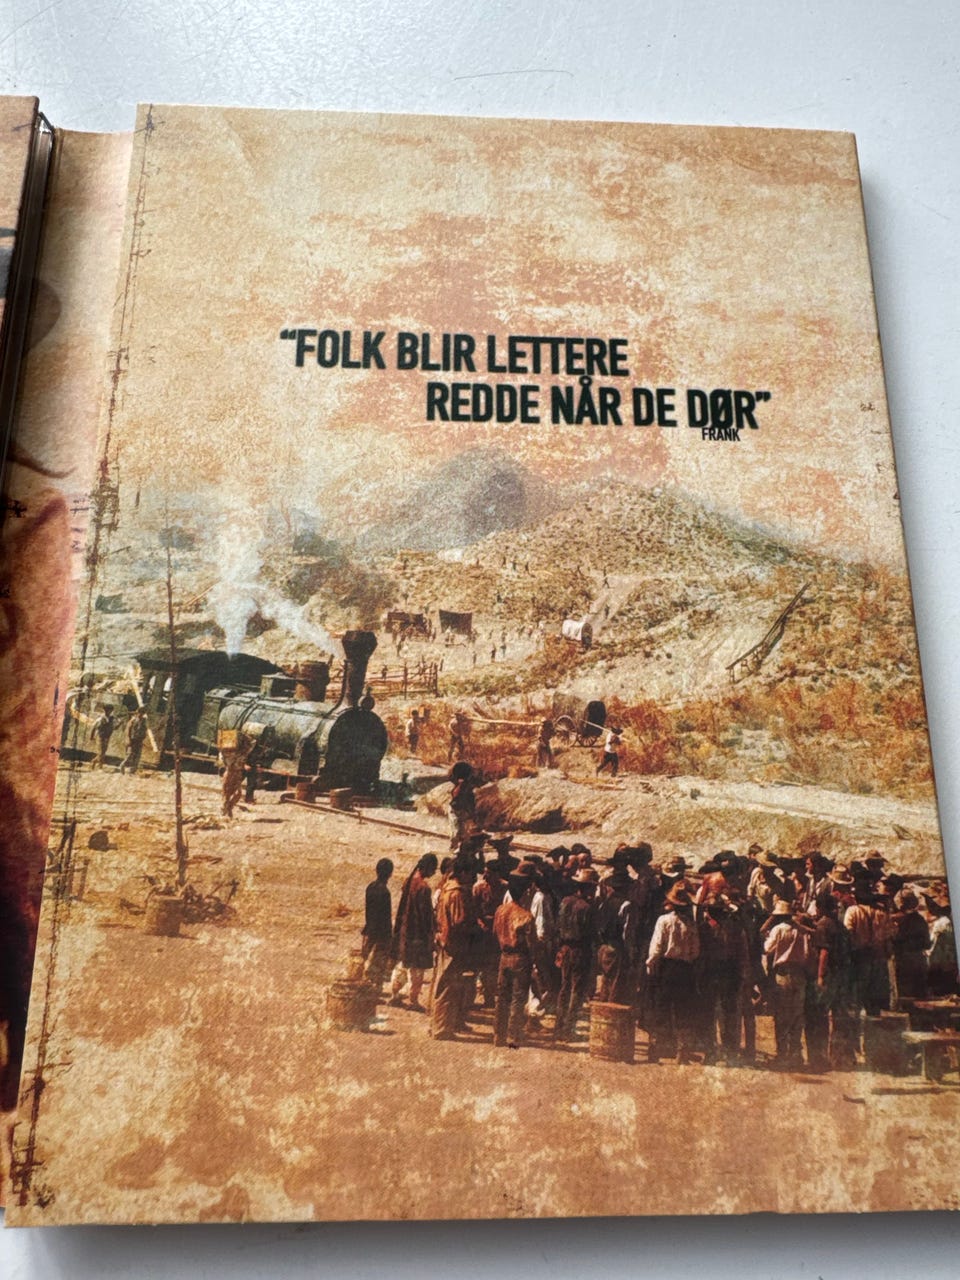 “FOLK BLIR LETTERE
REDDE NÅR DE DØR”
FRANK